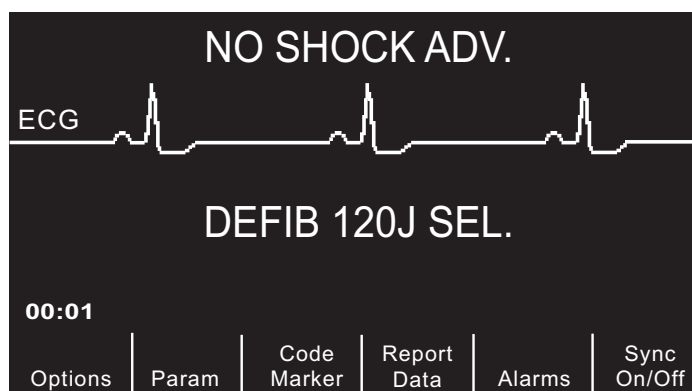 NO SHOCK ADV.
ECG
DEFIB 120J SEL.
00:01
Options
Param
Code
Marker
Report
Data
Alarms
Sync
On/Off